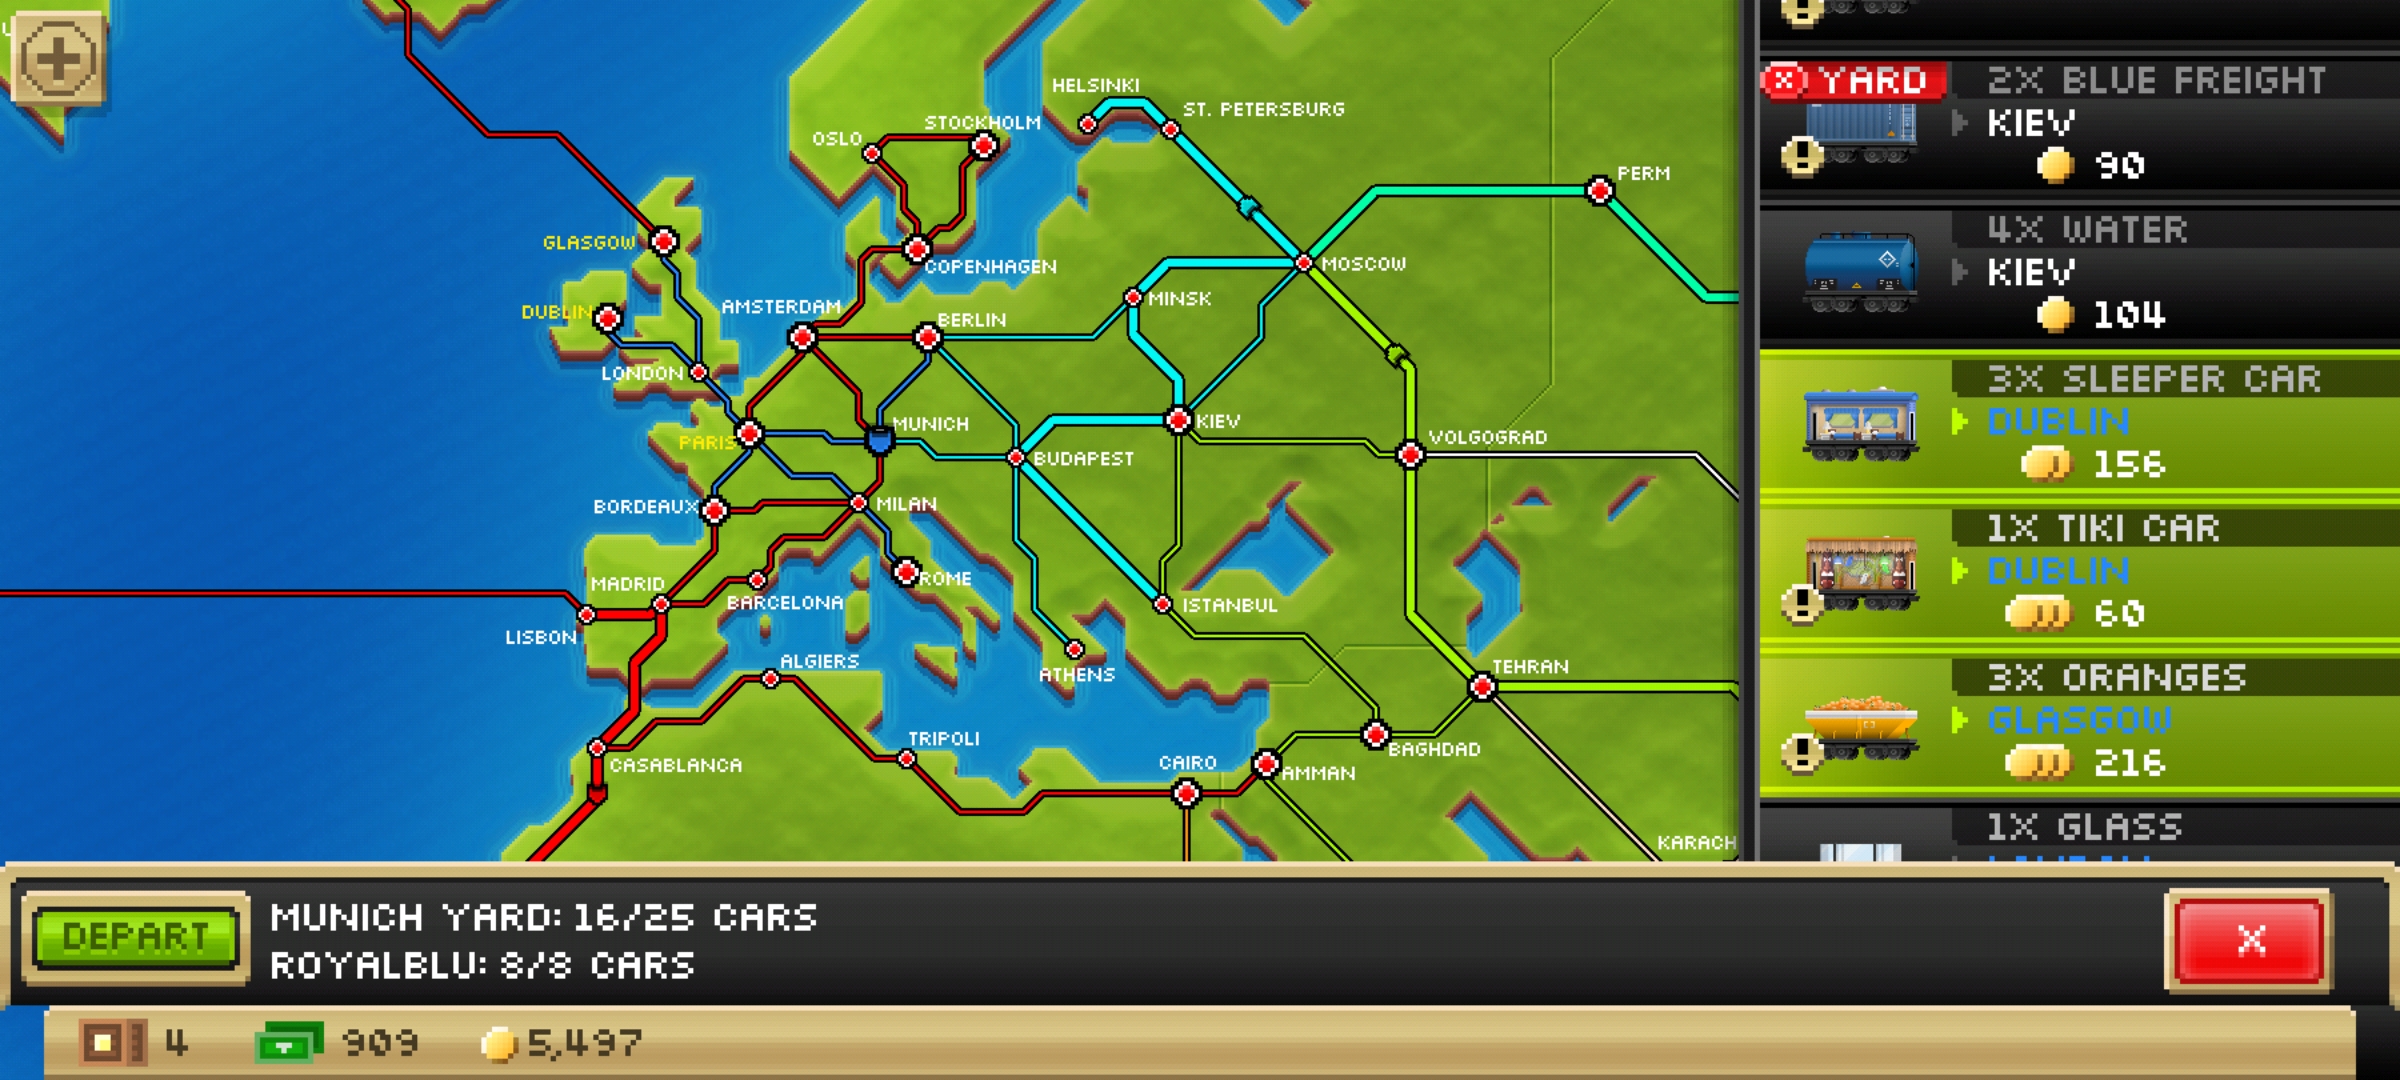 HELSINKI
ST. PETERSBURG
STOCKHOLM
OSLO
PERM
GLASGOW
COPENHAGEN
MOSCOW
MINSK
DUBLIN
AMSTERDAM
BERLIN
LONDON
MUNICH
KIEV
PARIS
VOLGOGRAD
BUDAPEST
BORDEAUX
MILAN
MADRID
ROME
BARCELONA
ISTANBUL
LISBON
ALGIERS
ATHENS
TEHRAN
TRIPOLI
BAGHDAD
CASABLANCA
CAIRO
AMMAN
KARACH
YARD
2X BLUE FREIGHT
KIEV
90
4X WATER
KIEV
104
3X SLEEPER CAR
DUBLIN
156
1X TIKI CAR
DUBLIN
60
3X ORANGES
GLASGOW
216
1X GLASS
DEPART
MUNICH YARD: 16/25 CARS
ROYALBLU: 8/8 CARS
X
4
909
5,497